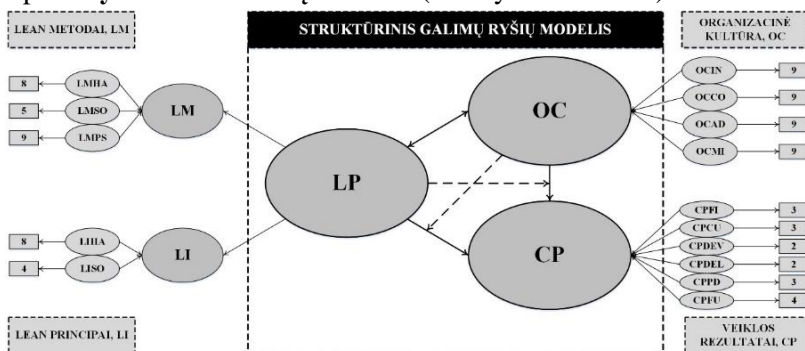 LEAN METODAI, LM
STRUKTŪRINIS GALIMŲ RYŠIŲ MODELIS
ORGANIZACINĖ
KULTŪRA, OC
8
LMHA
5
LMSO
9
LMPS
LM
LP
OC
OCIN
9
OCCO
9
OCAD
9
OCMI
9
8
LIHA
4
LISO
LI
CP
CPFI
3
CPCU
3
CPDEV
2
CPDEL
2
CPPD
3
CPFU
4
LEAN PRINCIPAI, LI
VEIKLOS
REZULTATAI, CP